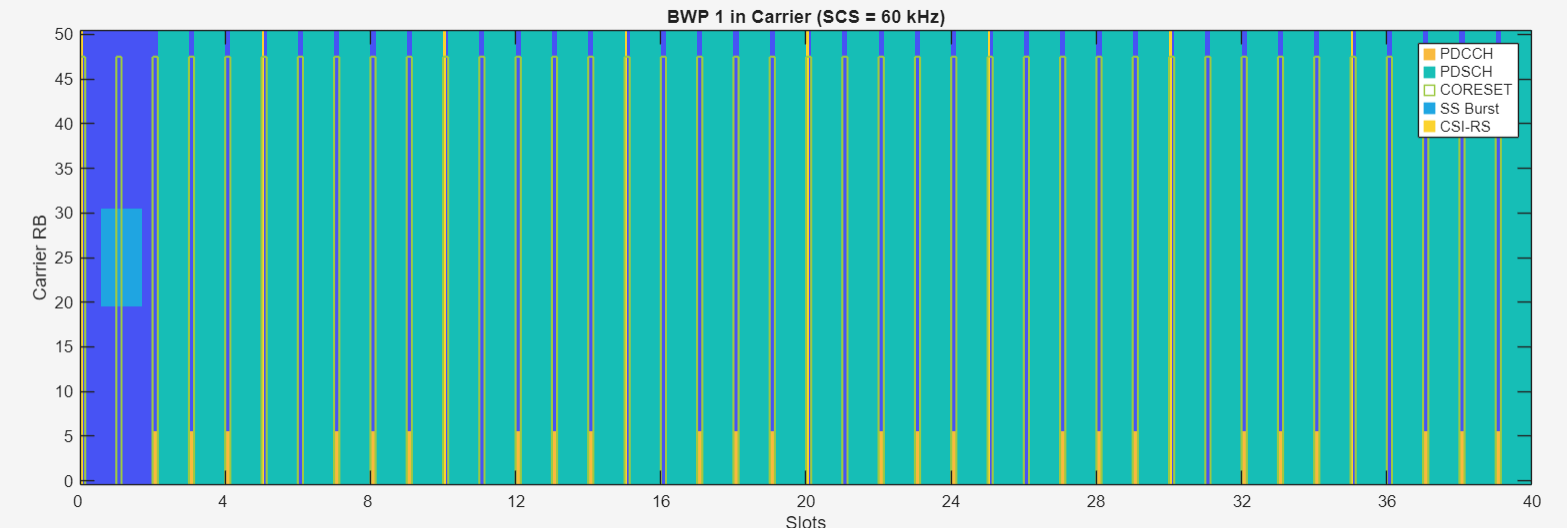 BWP 1 in Carrier (SCS = 60 kHz)
50
45
40
35
30
25
20
15
10
5
0
Carrier RB
PDCCH
PDSCH
CORESET
SS Burst
CSI-RS
0 4 8 12 16 20 24 28 32 36 40
Slots